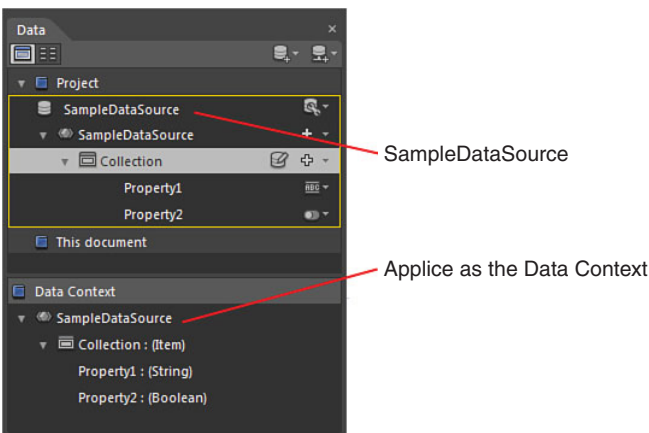 Data
Project
SampleDataSource
SampleDataSource
Collection
Property1
ABC
Property2
This document
Data Context
SampleDataSource
Collection : (Item)
Property1 : (String)
Property2 : (Boolean)
SampleDataSource
Applice as the Data Context